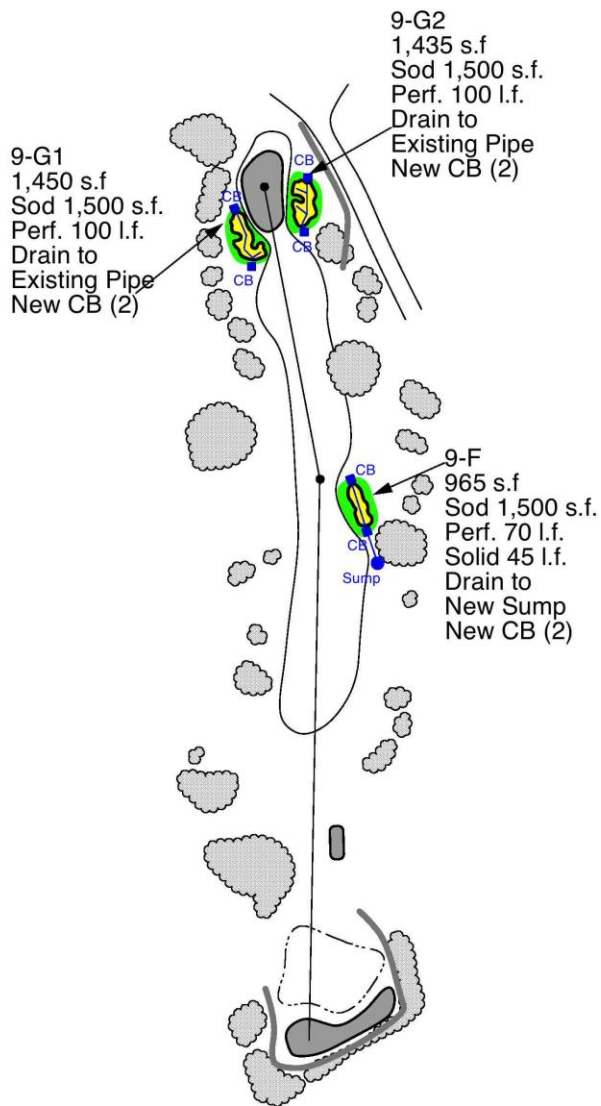 9-G2
1,435 s.f
Sod 1,500 s.f.
Perf. 100 l.f.
Drain to
Existing Pipe
New CB (2)
9-G1
1,450 s.f
Sod 1,500 s.f.
Perf. 100 l.f.
Drain to
Existing Pipe
New CB (2)
CB
CB
CB
CB
9-F
965 s.f
Sod 1,500 s.f.
Perf. 70 l.f.
Solid 45 l.f.
Drain to
New Sump
New CB (2)
CB
CB
Sump